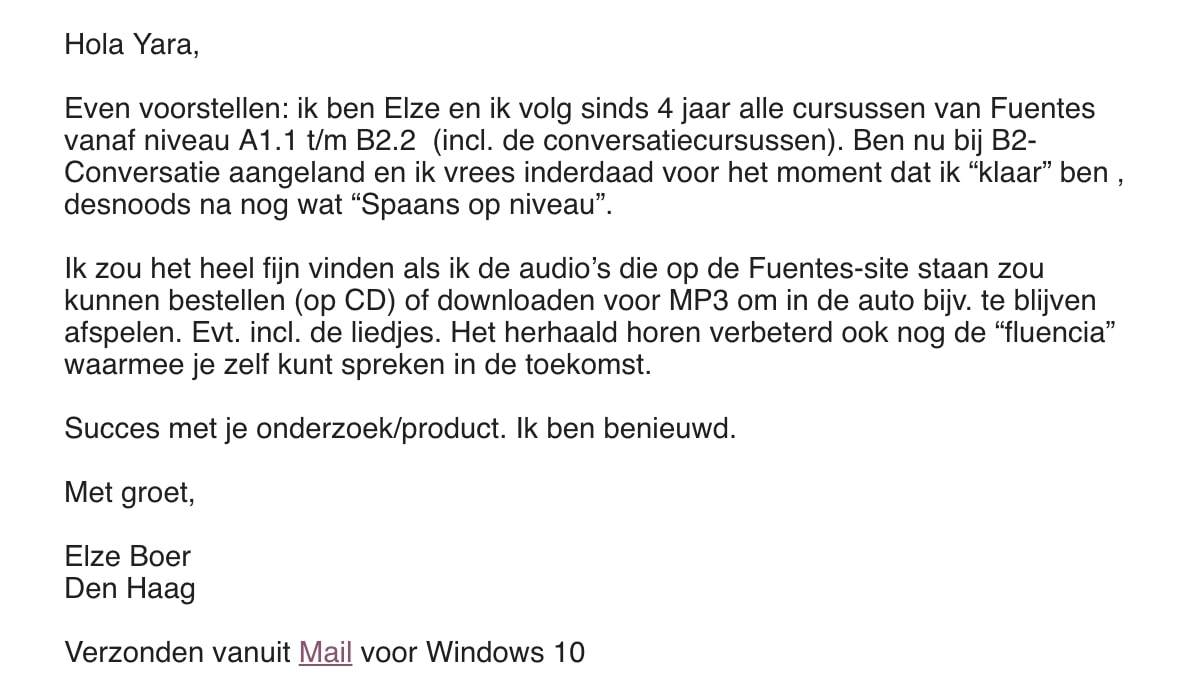 Hola Yara,
Even voorstellen: ik ben Elze en ik volg sinds 4 jaar alle cursussen van Fuentes
vanaf niveau A1.1 t/m B2.2  (incl. de conversatiecursussen). Ben nu bij B2-
Conversatie aangeland en ik vrees inderdaad voor het moment dat ik “klaar” ben ,
desnoods na nog wat “Spaans op niveau”.
Ik zou het heel fijn vinden als ik de audio’s die op de Fuentes-site staan zou
kunnen bestellen (op CD) of downloaden voor MP3 om in de auto bijv. te blijven
afspelen. Evt. incl. de liedjes. Het herhaald horen verbeterd ook nog de “fluencia”
waarmee je zelf kunt spreken in de toekomst.
Succes met je onderzoek/product. Ik ben benieuwd.
Met groet,
Elze Boer
Den Haag
Verzonden vanuit Mail voor Windows 10